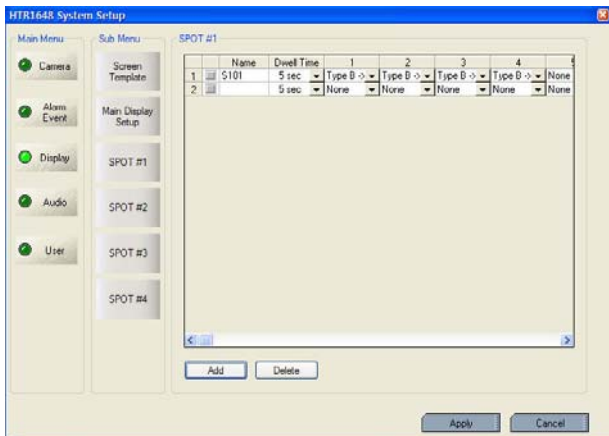 HTR1648 System Setup
Main Menu
Camera
Alarm Event
Display
Audio
User
Sub Menu
Screen Template
Main Display Setup
SPOT #1
SPOT #2
SPOT #3
SPOT #4
SPOT #1
Name Dwell Time 1 2 3 4
1 S101 5 sec Type B -> Type B -> Type B -> Type B -> None
2 5 sec None None None None None
Add Delete
Apply Cancel